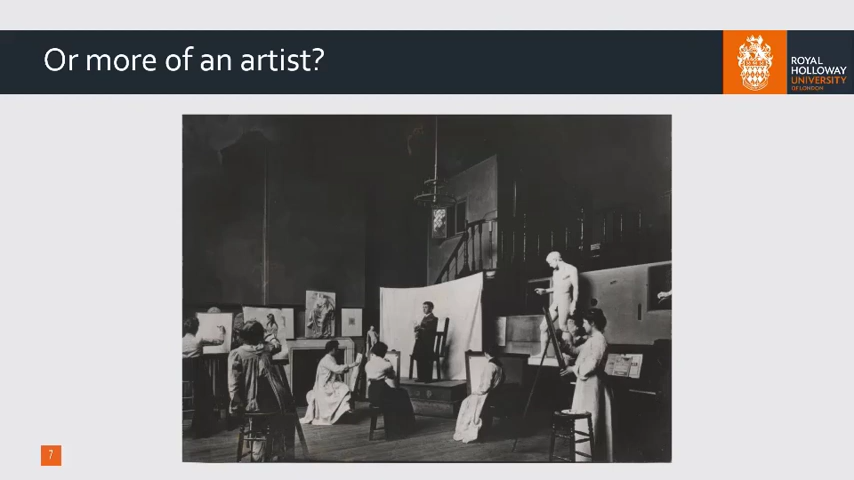 Or more of an artist?
ROYAL
HOLLOWAY
UNIVERSITY
OF LONDON
7